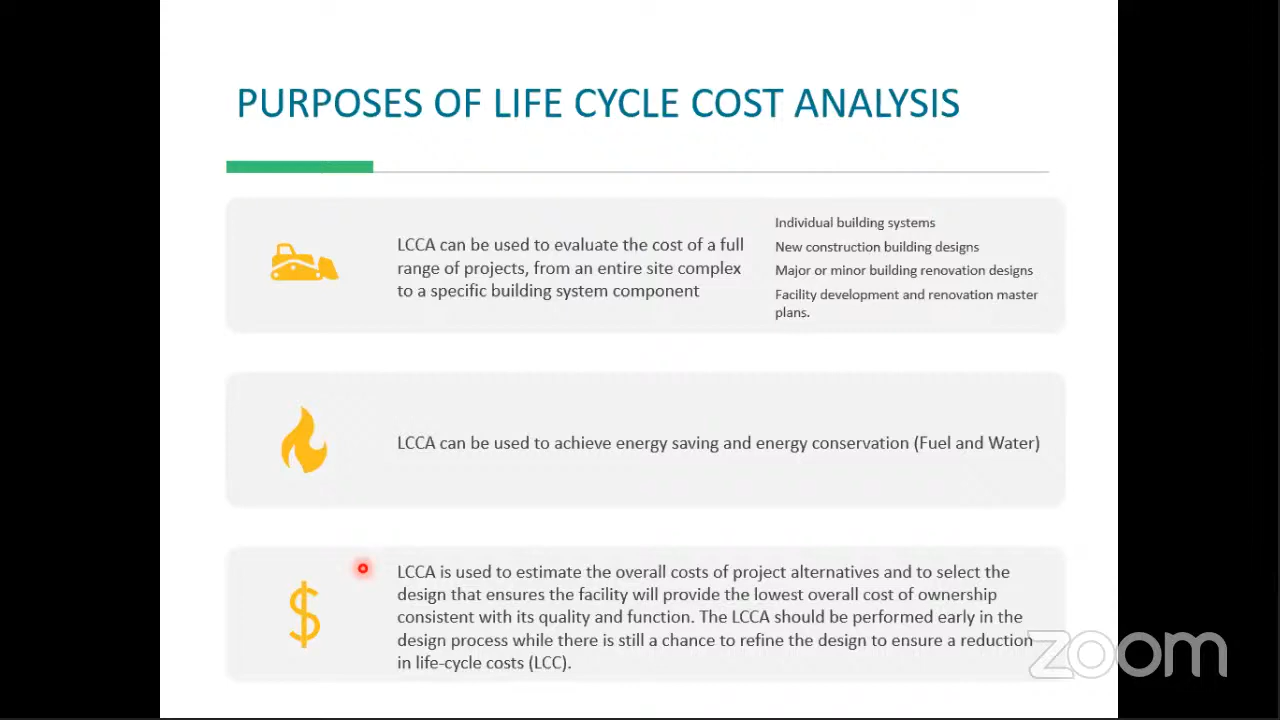 PURPOSES OF LIFE CYCLE COST ANALYSIS
LCCA can be used to evaluate the cost of a full
range of projects, from an entire site complex
to a specific building system component
Individual building systems
New construction building designs
Major or minor building renovation designs
Facility development and renovation master
plans.
LCCA can be used to achieve energy saving and energy conservation (Fuel and Water)
$
LCCA is used to estimate the overall costs of project alternatives and to select the
design that ensures the facility will provide the lowest overall cost of ownership
consistent with its quality and function. The LCCA should be performed early in the
design process while there is still a chance to refine the design to ensure a reduction
in life-cycle costs (LCC).
zoom